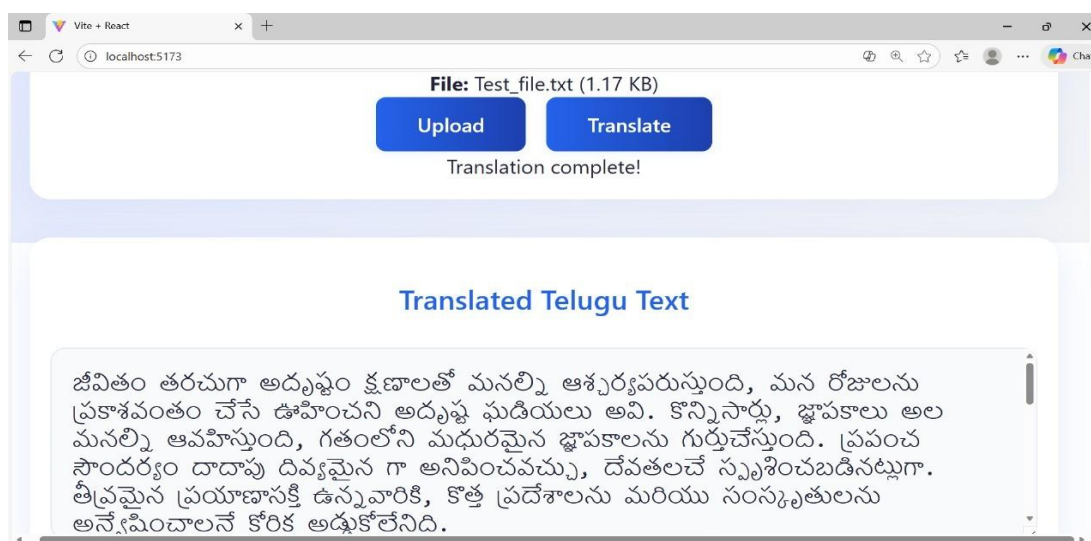 Vite + React
localhost:5173
Cha
File: Test_file.txt (1.17 KB)
Upload Translate
Translation complete!
Translated Telugu Text
జీవితం తరచుగా అదృష్టం క్షణాలతో మనల్ని ఆశ్చర్యపరుస్తుంది, మన రోజులను
ప్రకాశవంతం చేసే ఊహించని అదృష్ట ఘడియలు అవి. కొన్నిసార్లు, జ్ఞాపకాలు అల
మనల్ని ఆవహిస్తుంది, గతంలోని మధురమైన జ్ఞాపకాలను గుర్తుచేస్తుంది. ప్రపంచ
సౌందర్యం దాదాపు దివ్యమైన గా అనిపించవచ్చు, దేవతలచే స్పృశించబడినట్లుగా.
తీవ్రమైన ప్రయాణాసక్తి ఉన్నవారికి, కొత్త ప్రదేశాలను మరియు సంస్కృతులను
అన్వేషించాలనే కోరిక అడ్డుకోలేనిది.